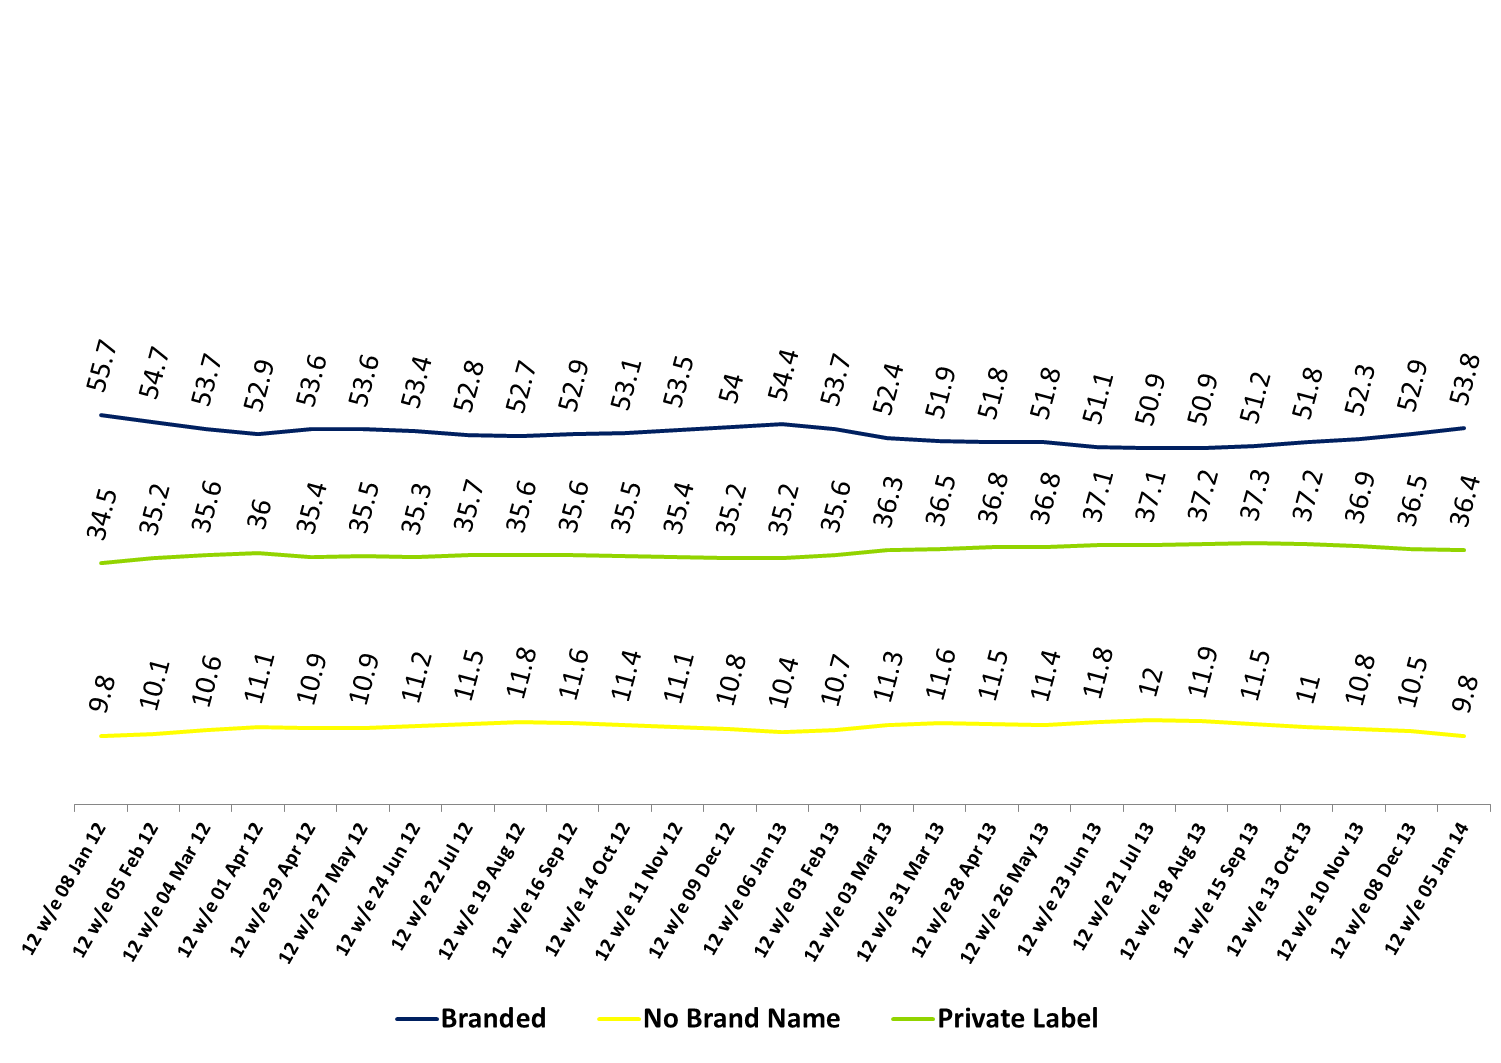 55.7 54.7 53.7 52.9 53.6 53.6 53.4 52.8 52.7 52.9 53.1 53.5 54 54.4 53.7 52.4 51.9 51.8 51.8 51.1 50.9 50.9 51.2 51.8 52.3 52.9 53.8
34.5 35.2 35.6 36 35.4 35.5 35.3 35.7 35.6 35.6 35.5 35.4 35.2 35.2 35.6 36.3 36.5 36.8 36.8 37.1 37.1 37.2 37.3 37.2 36.9 36.5 36.4
9.8 10.1 10.6 11.1 10.9 10.9 11.2 11.5 11.8 11.6 11.4 11.1 10.8 10.4 10.7 11.3 11.6 11.5 11.4 11.8 12 11.9 11.5 11 10.8 10.5 9.8
12 w/e 08 Jan 12
12 w/e 05 Feb 12
12 w/e 04 Mar 12
12 w/e 01 Apr 12
12 w/e 29 Apr 12
12 w/e 27 May 12
12 w/e 24 Jun 12
12 w/e 22 Jul 12
12 w/e 19 Aug 12
12 w/e 16 Sep 12
12 w/e 14 Oct 12
12 w/e 11 Nov 12
12 w/e 09 Dec 12
12 w/e 06 Jan 13
12 w/e 03 Feb 13
12 w/e 03 Mar 13
12 w/e 31 Mar 13
12 w/e 28 Apr 13
12 w/e 26 May 13
12 w/e 23 Jun 13
12 w/e 21 Jul 13
12 w/e 18 Aug 13
12 w/e 15 Sep 13
12 w/e 13 Oct 13
12 w/e 10 Nov 13
12 w/e 08 Dec 13
12 w/e 05 Jan 14
Branded No Brand Name Private Label